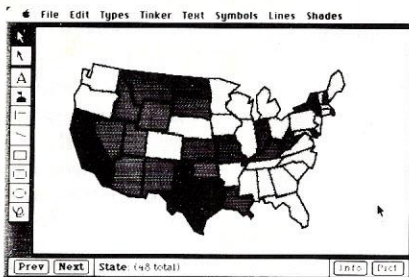 File Edit Types Tinker Text Symbols Lines Shades
A
Prev Next State: (48 total) Info Pict